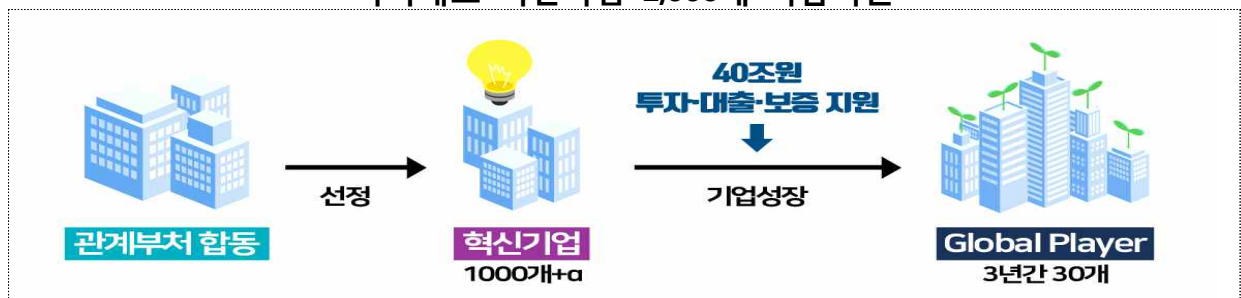 40조원
투자·대출·보증 지원
선정
기업성장
관계부처 합동
혁신기업
1000개+α
Global Player
3년간 30개